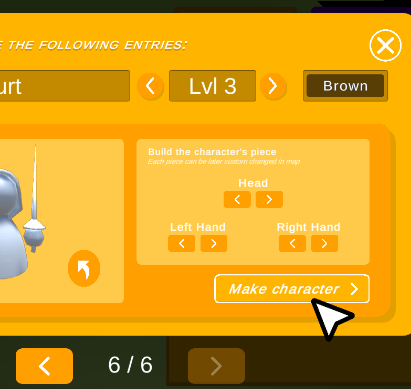 THE FOLLOWING ENTRIES:
Lvl 3
Brown
Build the character's piece
Each piece can be later custom changed in map
Head
Left Hand
Right Hand
Make character
6 / 6